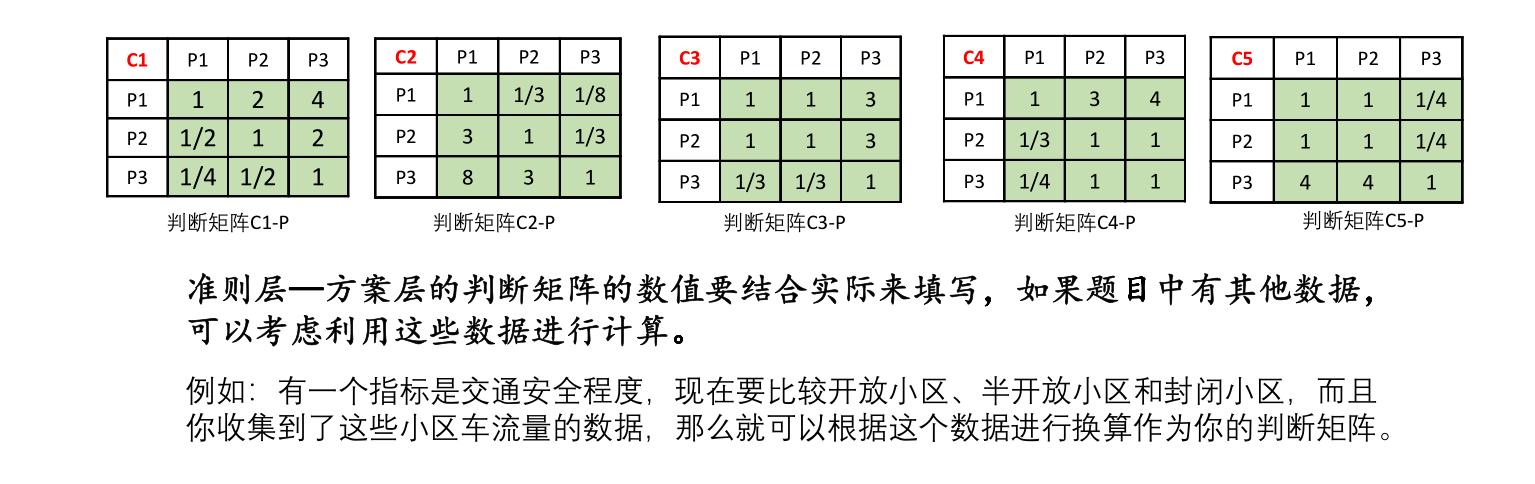 C1 P1 P2 P3
P1 1 2 4
P2 1/2 1 2
P3 1/4 1/2 1
判断矩阵C1-P
C2 P1 P2 P3
P1 1 1/3 1/8
P2 3 1 1/3
P3 8 3 1
判断矩阵C2-P
C3 P1 P2 P3
P1 1 1 3
P2 1 1 3
P3 1/3 1/3 1
判断矩阵C3-P
C4 P1 P2 P3
P1 1 3 4
P2 1/3 1 1
P3 1/4 1 1
判断矩阵C4-P
C5 P1 P2 P3
P1 1 1 1/4
P2 1 1 1/4
P3 4 4 1
判断矩阵C5-P
准则层—方案层的判断矩阵的数值要结合实际来填写，如果题目中有其他数据，
可以考虑利用这些数据进行计算。
例如：有一个指标是交通安全程度，现在要比较开放小区、半开放小区和封闭小区，而且
你收集到了这些小区车流量的数据，那么就可以根据这个数据进行换算作为你的判断矩阵。